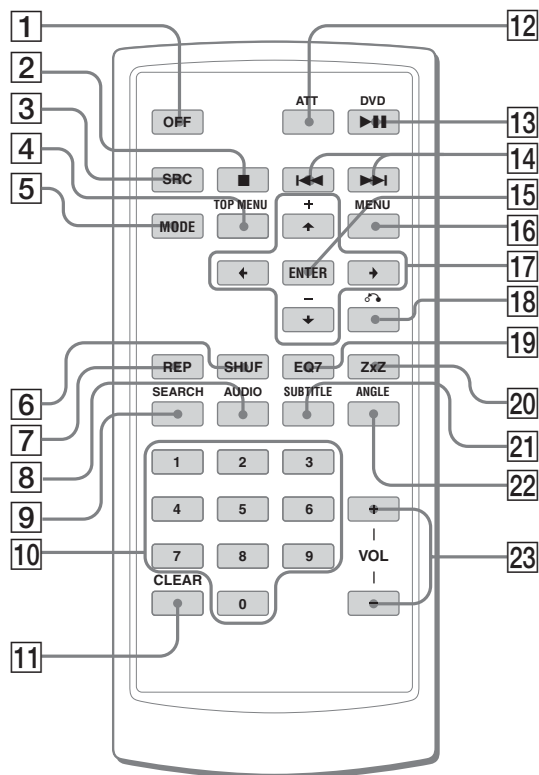 1
12
2
ATT DVD
OFF
13
3
14
SRC
4
15
TOP MENU + MENU
5
MODE
16
17
ENTER
−
18
19
REP SHUF EQ7 ZxZ
6
20
SEARCH AUDIO SUBTITLE ANGLE
7
21
8
22
1 2 3
9
4 5 6 +
10
7 8 9 VOL
23
CLEAR
0 −
11